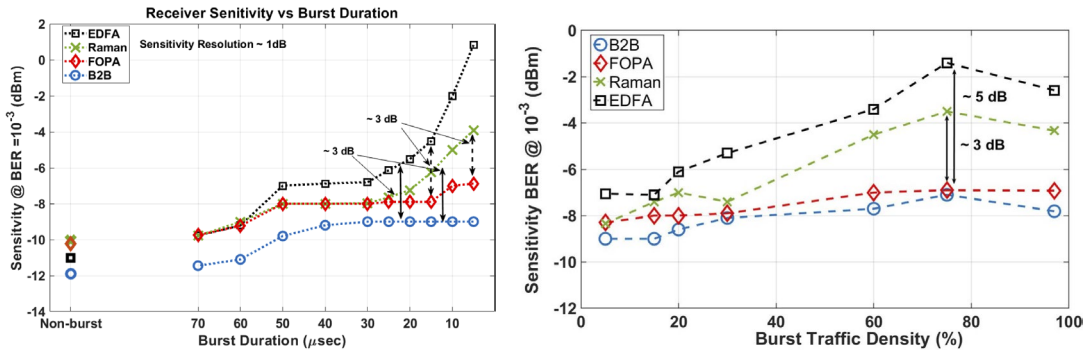 Receiver Senitivity vs Burst Duration
Sensitivity @ BER =10-3 (dBm)
2
0
-2
-4
-6
-8
-10
-12
-14
EDFA
Raman
FOPA
B2B
Sensitivity Resolution ~ 1dB
~ 3 dB
~ 3 dB
Non-burst
70
60
50
40
30
20
10
Burst Duration (μsec)
Sensitivity BER @ 10-3 (dBm)
0
-2
-4
-6
-8
-10
-12
B2B
FOPA
Raman
EDFA
~ 5 dB
~ 3 dB
0
20
40
60
80
100
Burst Traffic Density (%)